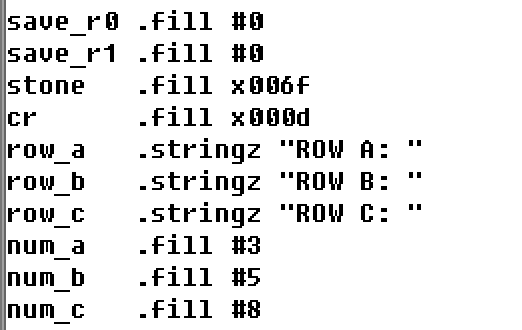 save_r0 .fill #0
save_r1 .fill #0
stone   .fill x006f
cr      .fill x000d
row_a   .stringz "ROW A: "
row_b   .stringz "ROW B: "
row_c   .stringz "ROW C: "
num_a   .fill #3
num_b   .fill #5
num_c   .fill #8